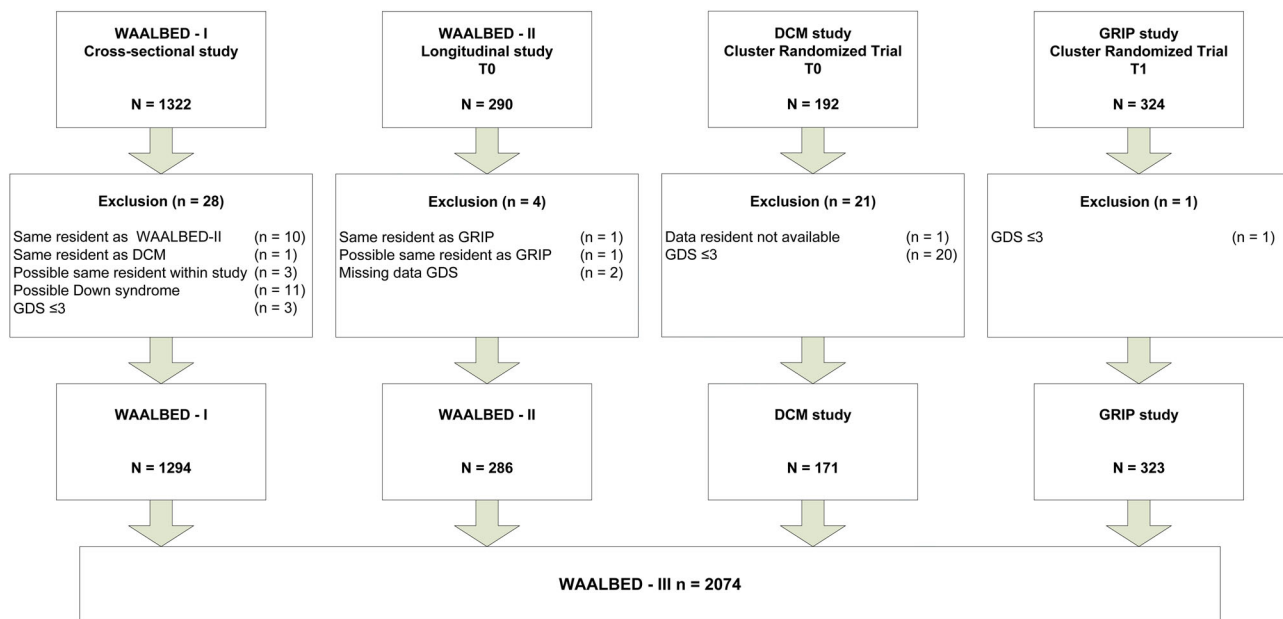 WAALBED - I
Cross-sectional study
N = 1322
WAALBED - II
Longitudinal study
T0
N = 290
DCM study
Cluster Randomized Trial
T0
N = 192
GRIP study
Cluster Randomized Trial
T1
N = 324
Exclusion (n = 28)
Same resident as WAALBED-II (n = 10)
Same resident as DCM (n = 1)
Possible same resident within study (n = 3)
Possible Down syndrome (n = 11)
GDS ≤3 (n = 3)
Exclusion (n = 4)
Same resident as GRIP (n = 1)
Possible same resident as GRIP (n = 1)
Missing data GDS (n = 2)
Exclusion (n = 21)
Data resident not available (n = 1)
GDS ≤3 (n = 20)
Exclusion (n = 1)
GDS ≤3 (n = 1)
WAALBED - I
N = 1294
WAALBED - II
N = 286
DCM study
N = 171
GRIP study
N = 323
WAALBED - III n = 2074